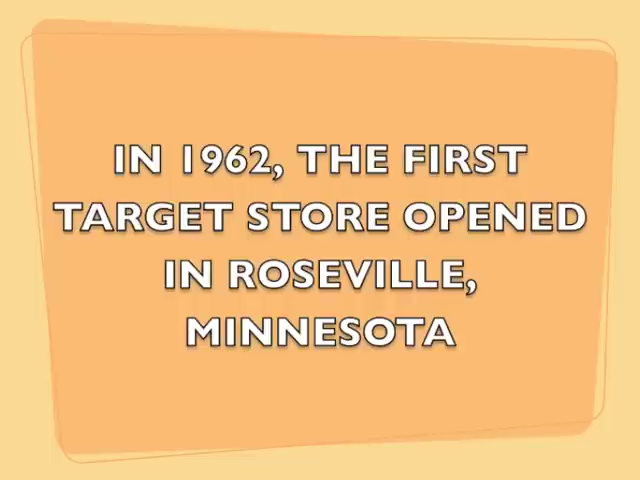 IN 1962, THE FIRST
TARGET STORE OPENED
IN ROSEVILLE,
MINNESOTA